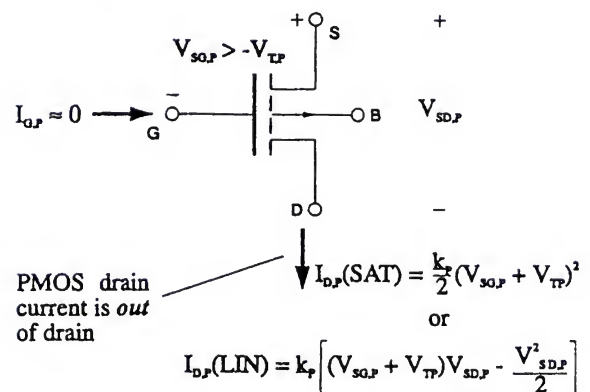 + S +
V_SG,P > -V_T,P
−
I_G,P ≈ 0
G
B
V_SD,P
D −
PMOS drain
current is out
of drain
I_D,P(SAT) = k_P/2 (V_SG,P + V_TP)²
or
I_D,P(LIN) = k_P[(V_SG,P + V_TP)V_SD,P - V²_SD,P/2]